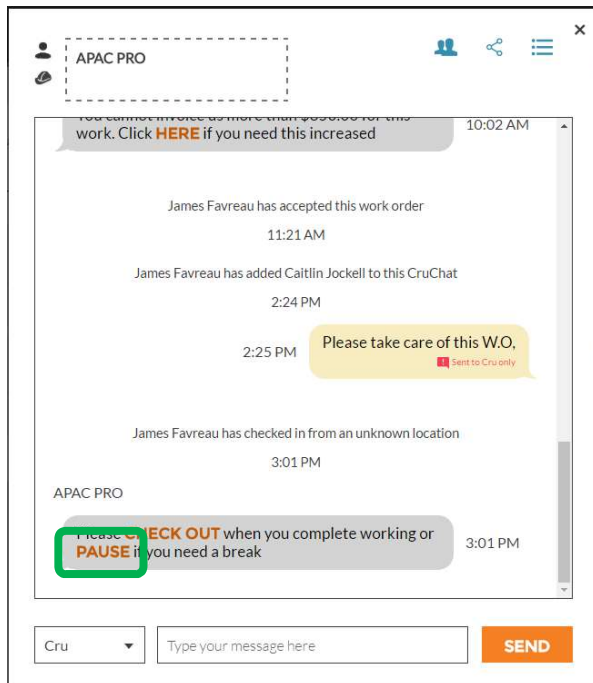 APAC PRO
work. Click HERE if you need this increased
10:02 AM
James Favreau has accepted this work order
11:21 AM
James Favreau has added Caitlin Jockell to this CruChat
2:24 PM
2:25 PM
Please take care of this W.O,
Sent to Cru only
James Favreau has checked in from an unknown location
3:01 PM
APAC PRO
Please CHECK OUT when you complete working or
PAUSE if you need a break
3:01 PM
Cru
Type your message here
SEND